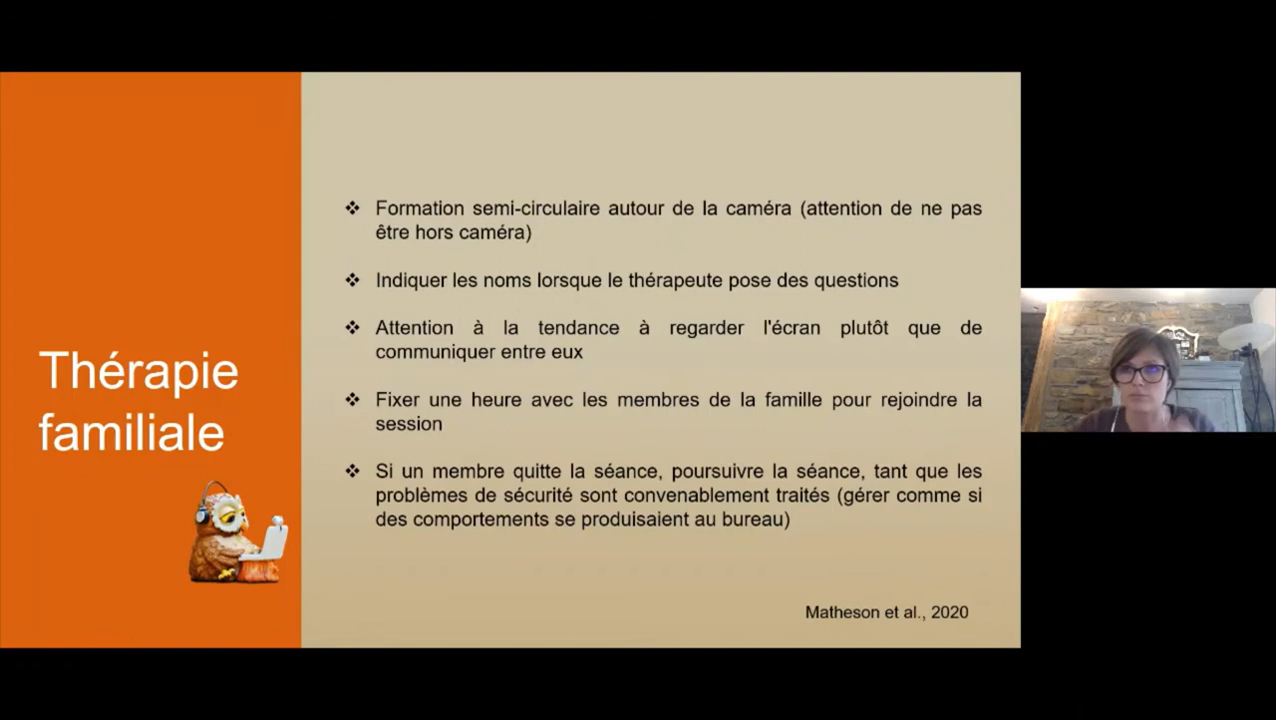 Thérapie
familiale
❖ Formation semi-circulaire autour de la caméra (attention de ne pas
être hors caméra)
❖ Indiquer les noms lorsque le thérapeute pose des questions
❖ Attention à la tendance à regarder l'écran plutôt que de
communiquer entre eux
❖ Fixer une heure avec les membres de la famille pour rejoindre la
session
❖ Si un membre quitte la séance, poursuivre la séance, tant que les
problèmes de sécurité sont convenablement traités (gérer comme si
des comportements se produisaient au bureau)
Matheson et al., 2020